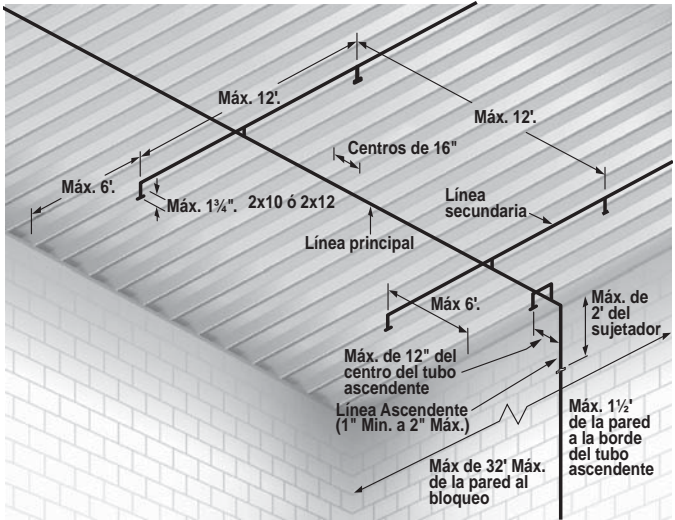 Máx. 12'.
Máx. 12'.
Centros de 16"
Máx. 6'.
Máx. 1¾".
2x10 ó 2x12
Línea
secundaria
Línea principal
Máx 6'.
Máx. de
2' del
sujetador
Máx. de 12" del
centro del tubo
ascendente
Línea Ascendente
(1" Min. a 2" Máx.)
Máx. 1½'
de la pared
a la borde
del tubo
ascendente
Máx de 32' Máx.
de la pared al
bloqueo